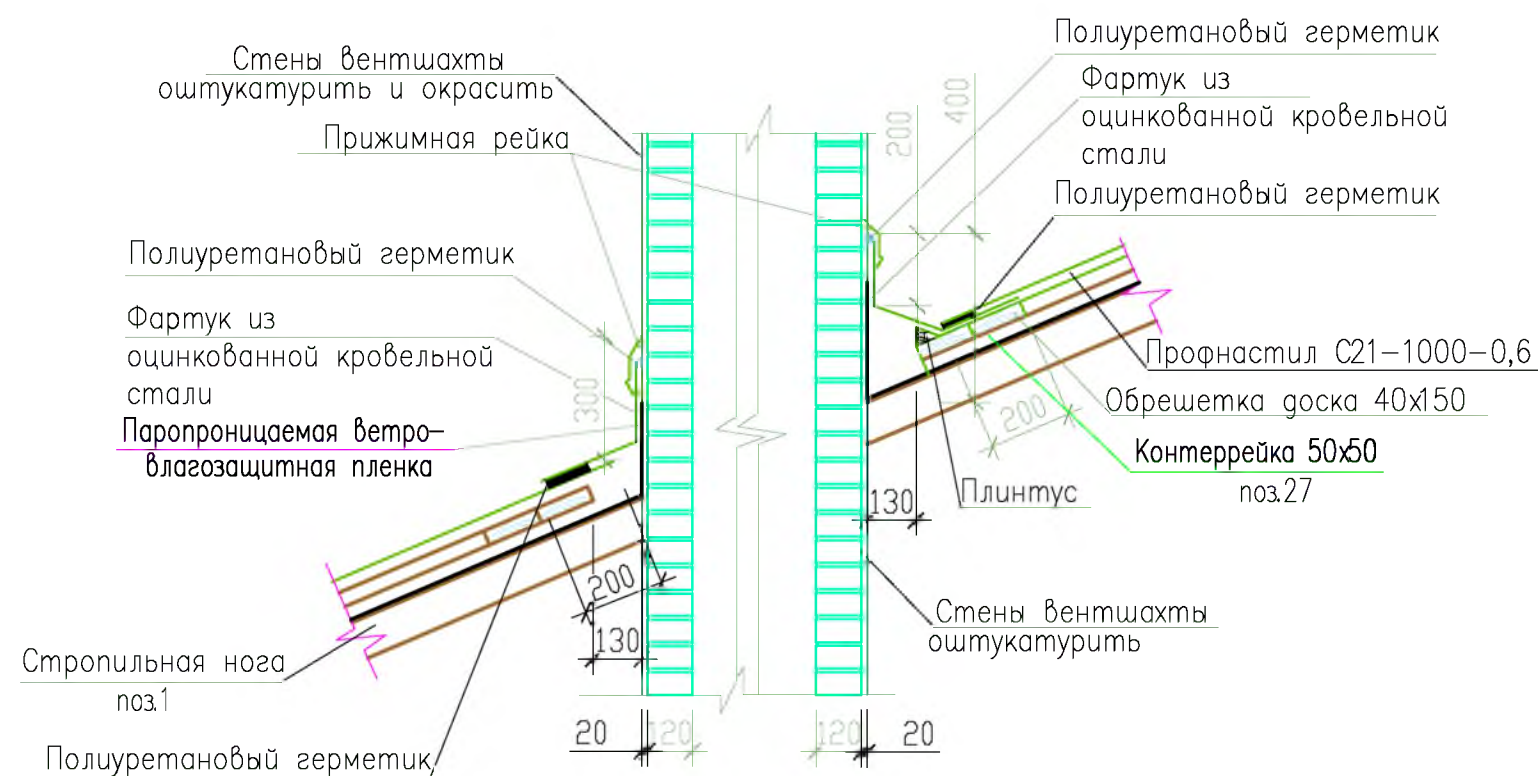 Стены вентшахты
оштукатурить и окрасить
Прижимная рейка
Полиуретановый герметик
Фартук из
оцинкованной кровельной
стали
Паропроницаемая ветро-
влагозащитная пленка
300
200
130
Стропильная нога
поз.1
Полиуретановый герметик,
20
120
120
20
Полиуретановый герметик
Фартук из
оцинкованной кровельной
стали
Полиуретановый герметик
400
200
Профнастил С21-1000-0,6
Обрешетка доска 40х150
200
Контеррейка 50х50
поз.27
Плинтус
130
Стены вентшахты
оштукатурить